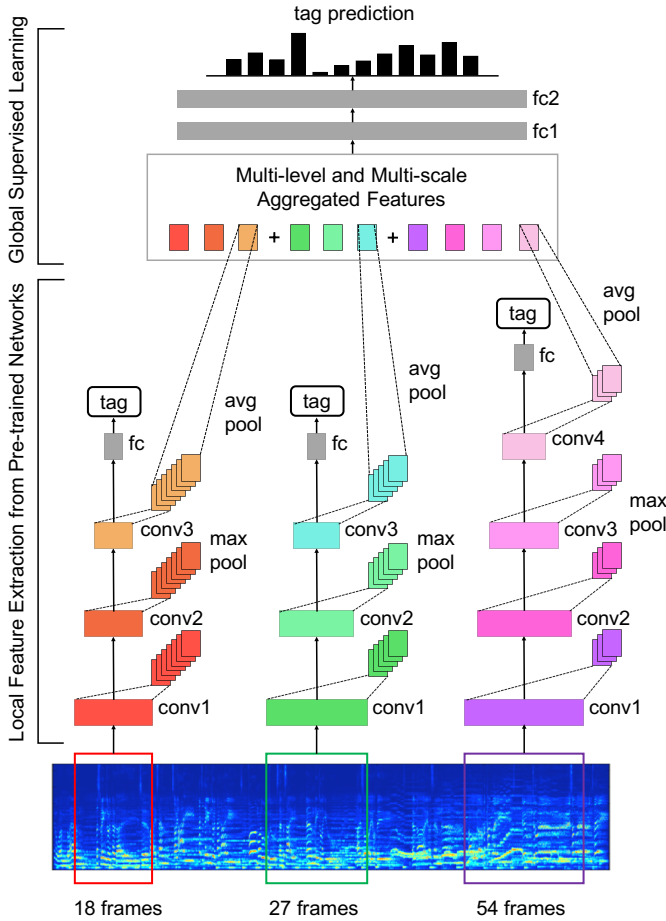 tag prediction
Global Supervised Learning
fc2
fc1
Multi-level and Multi-scale
Aggregated Features
+
+
Local Feature Extraction from Pre-trained Networks
avg
pool
tag
fc
conv4
avg
pool
avg
pool
tag
tag
fc
fc
conv3
conv3
conv3
max
pool
max
pool
max
pool
conv2
conv2
conv2
conv1
conv1
conv1
18 frames
27 frames
54 frames